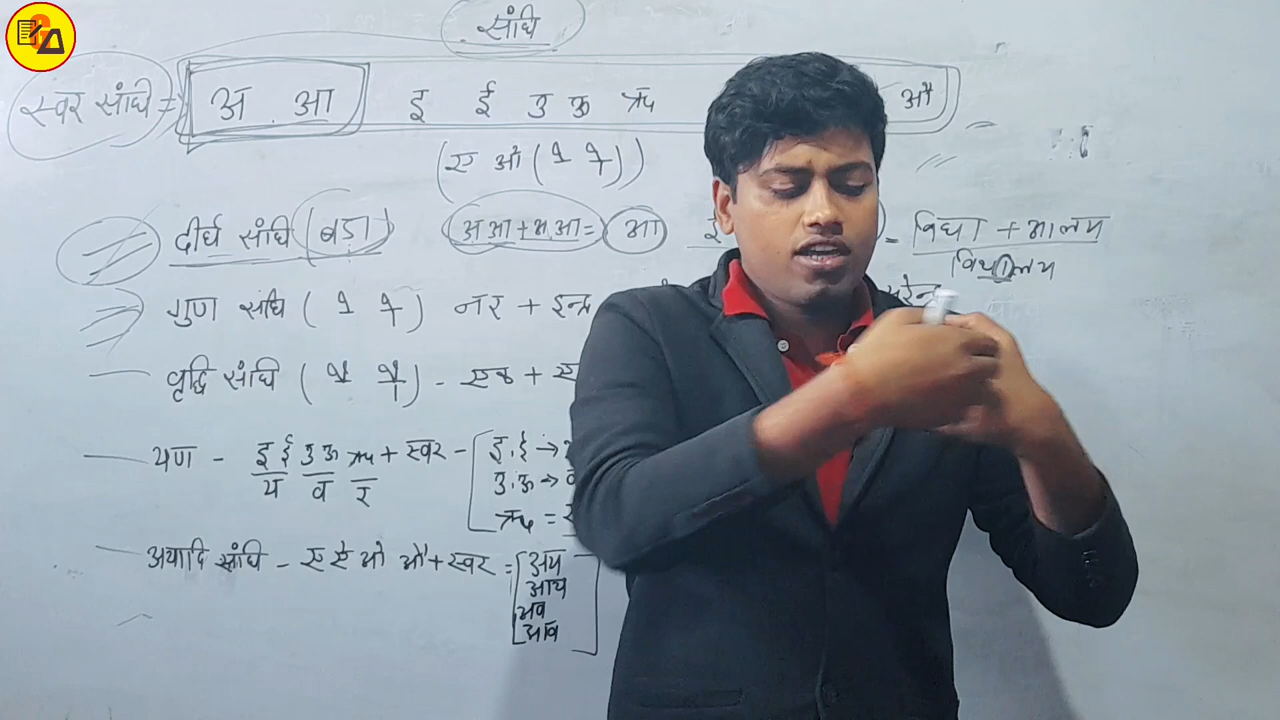 संधि
स्वर संधि = अ आ इ ई उ ऊ ऋ औ
(ए ओ (े ो))
दीर्घ संधि (बड़ा) अ आ + अ, आ = आ ई = विद्या + आलय
विद्यालय
गुण संधि ( े ो ) नर + इन्द्र
वृद्धि संधि ( ै ौ ) - एक + ए
यण - इ ई उ ऊ ऋ + स्वर - इ, ई →
य व र उ, ऊ → व
ऋ = र
अयादि संधि - ए ऐ ओ औ + स्वर = अय
आय
अव
आव